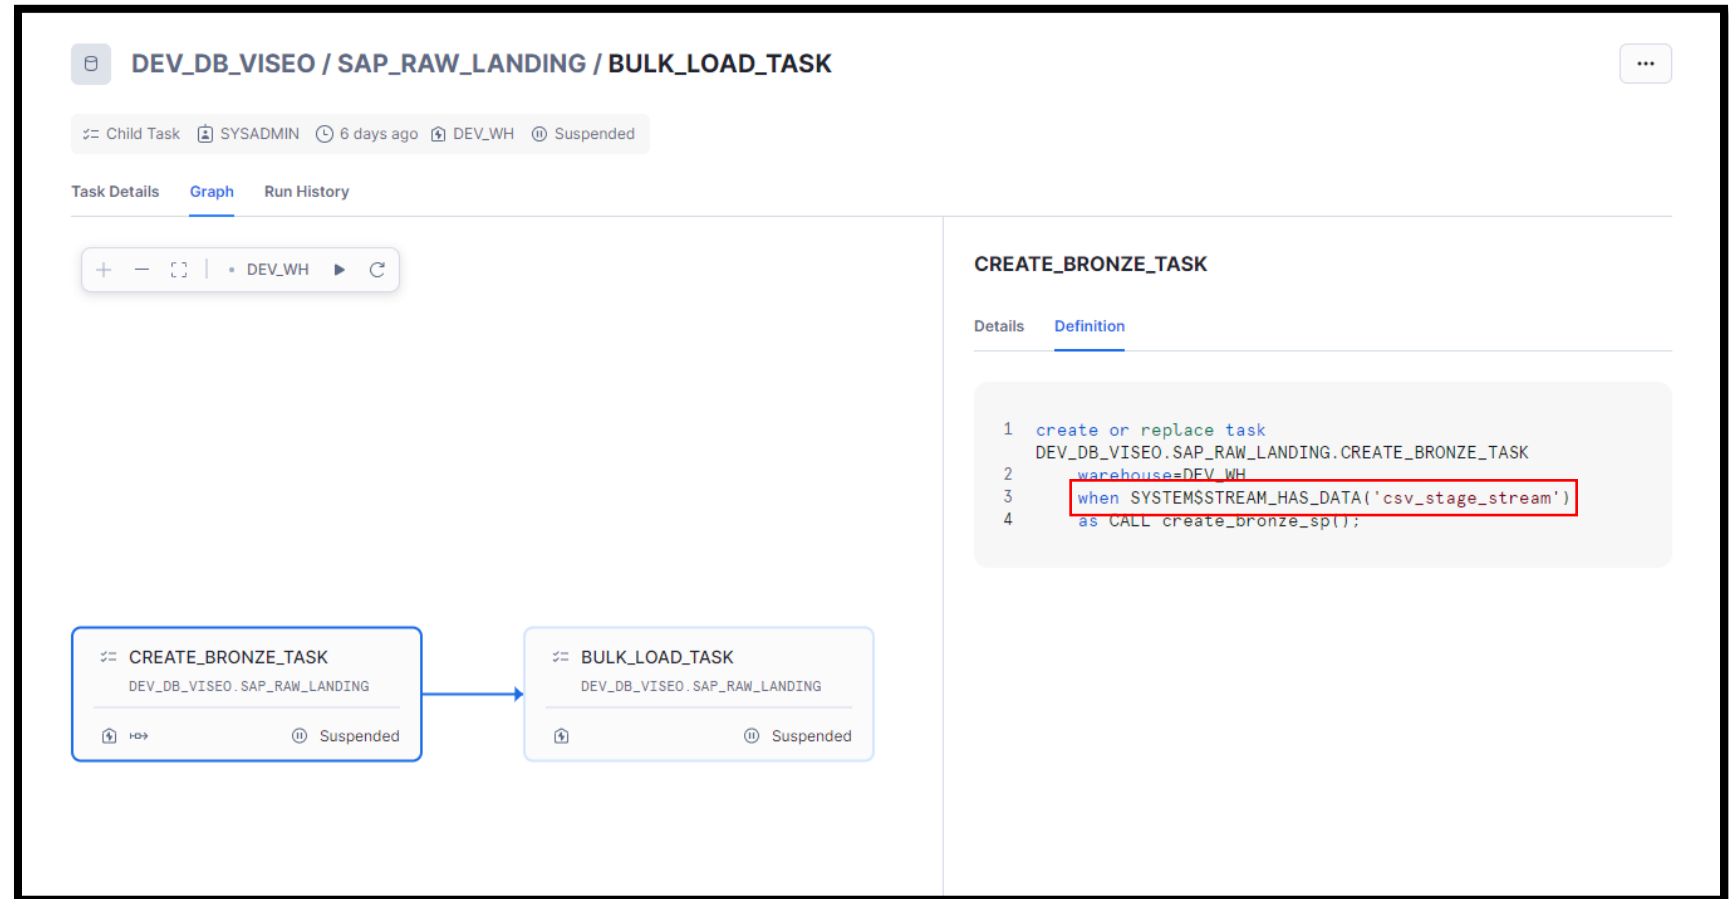 DEV_DB_VISEO / SAP_RAW_LANDING / BULK_LOAD_TASK
...
Child Task SYSADMIN 6 days ago DEV_WH Suspended
Task Details Graph Run History
DEV_WH
CREATE_BRONZE_TASK
Details Definition
1 create or replace task
DEV_DB_VISEO.SAP_RAW_LANDING.CREATE_BRONZE_TASK
2 warehouse=DEV_WH
3 when SYSTEM$STREAM_HAS_DATA('csv_stage_stream')
4 as CALL create_bronze_sp();
CREATE_BRONZE_TASK
DEV_DB_VISEO.SAP_RAW_LANDING
Suspended
BULK_LOAD_TASK
DEV_DB_VISEO.SAP_RAW_LANDING
Suspended